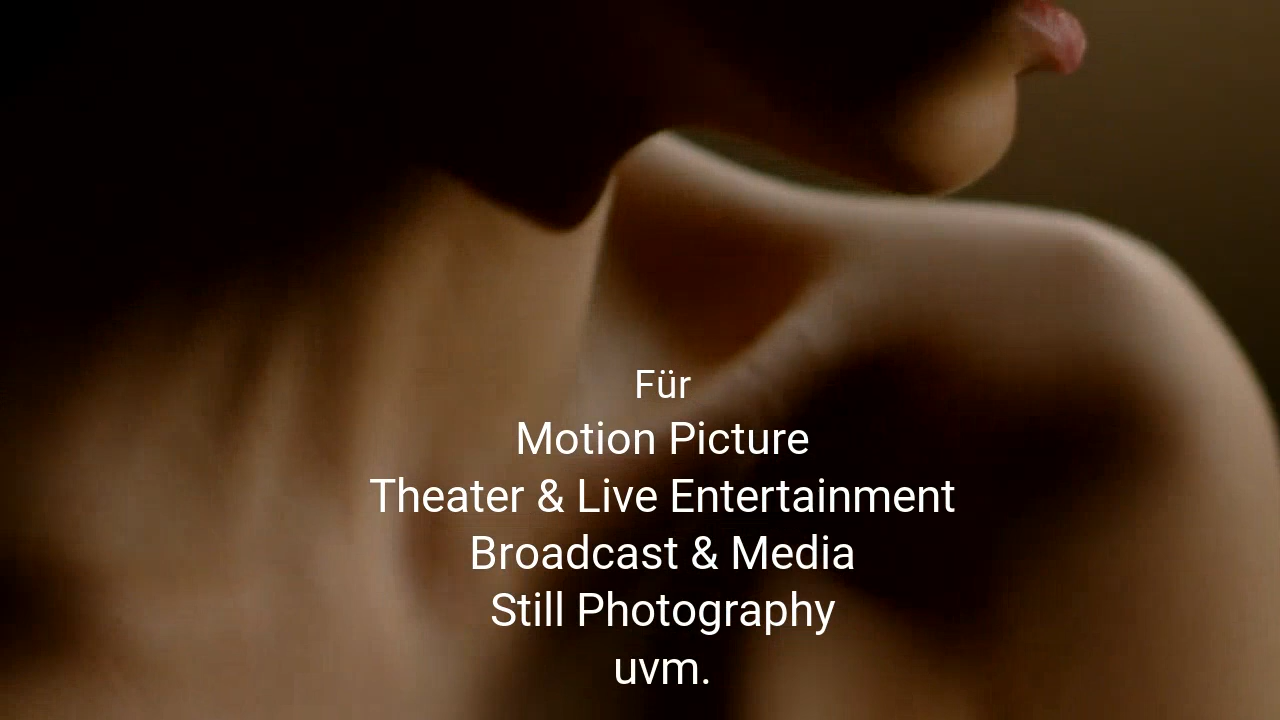 Für
Motion Picture
Theater & Live Entertainment
Broadcast & Media
Still Photography
uvm.